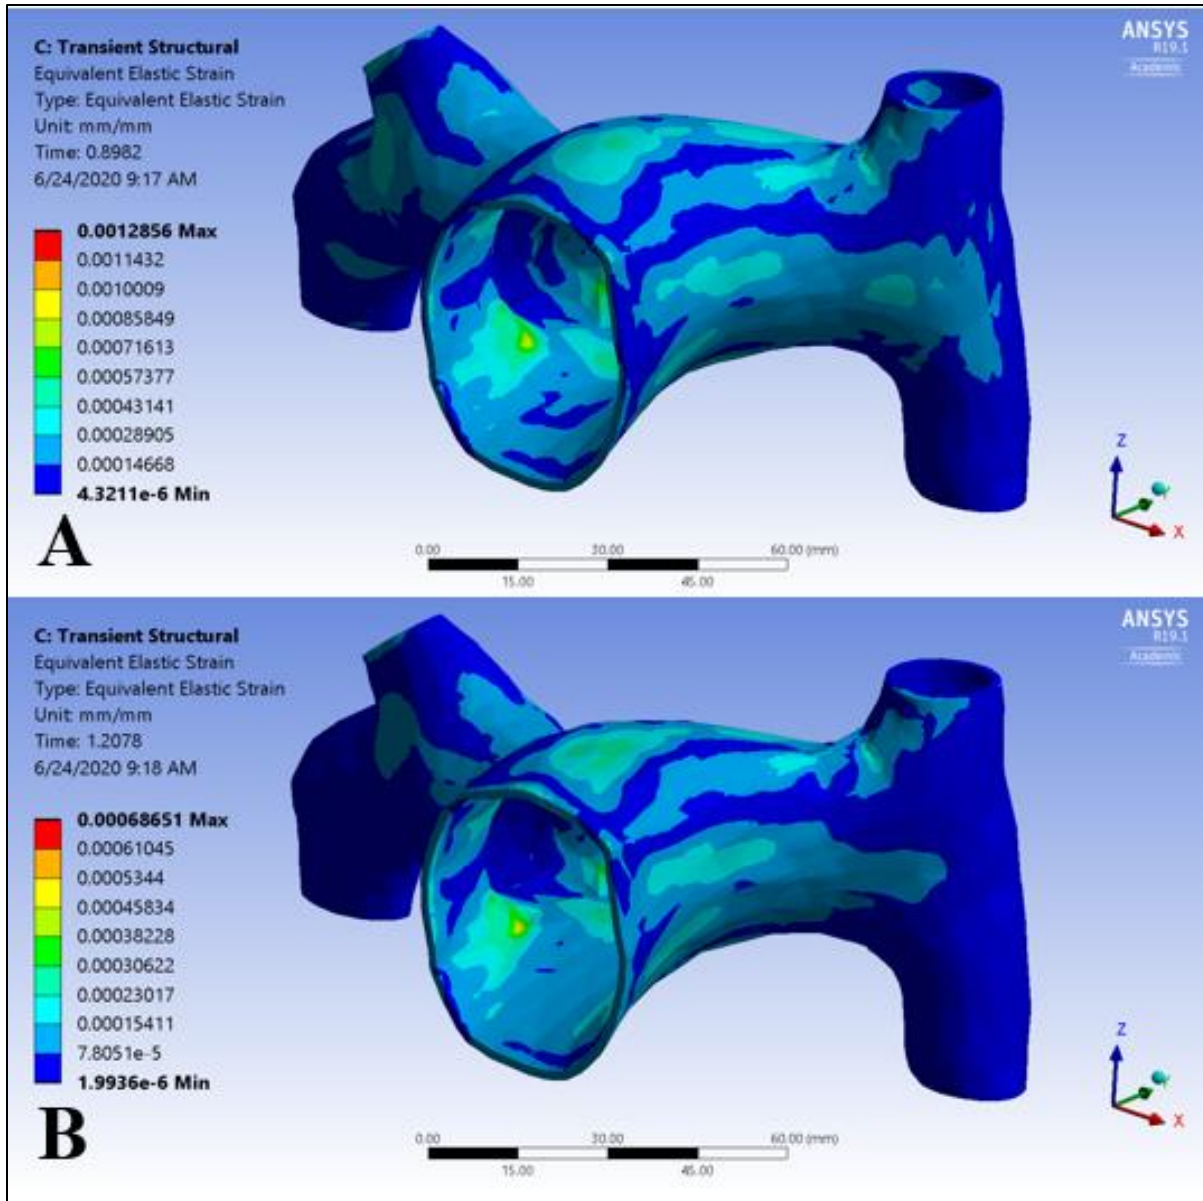 C: Transient Structural
Equivalent Elastic Strain
Type: Equivalent Elastic Strain
Unit: mm/mm
Time: 0.8982
6/24/2020 9:17 AM
0.0012856 Max
0.0011432
0.0010009
0.00085849
0.00071613
0.00057377
0.00043141
0.00028905
0.00014668
4.3211e-6 Min
A
ANSYS
R19.1
Academic
Z
X
0.00 30.00 60.00 (mm)
15.00 45.00
C: Transient Structural
Equivalent Elastic Strain
Type: Equivalent Elastic Strain
Unit: mm/mm
Time: 1.2078
6/24/2020 9:18 AM
0.00068651 Max
0.00061045
0.0005344
0.00045834
0.00038228
0.00030622
0.00023017
0.00015411
7.8051e-5
1.9936e-6 Min
B
ANSYS
R19.1
Academic
Z
X
0.00 30.00 60.00 (mm)
15.00 45.00